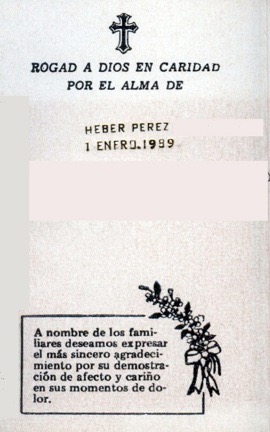 ROGAD A DIOS EN CARIDAD
POR EL ALMA DE
HEBER PEREZ
1 ENERO.1989
A nombre de los fami-
liares deseamos expresar
el más sincero agradeci-
miento por su demostra-
ción de afecto y cariño
en sus momentos de do-
lor.